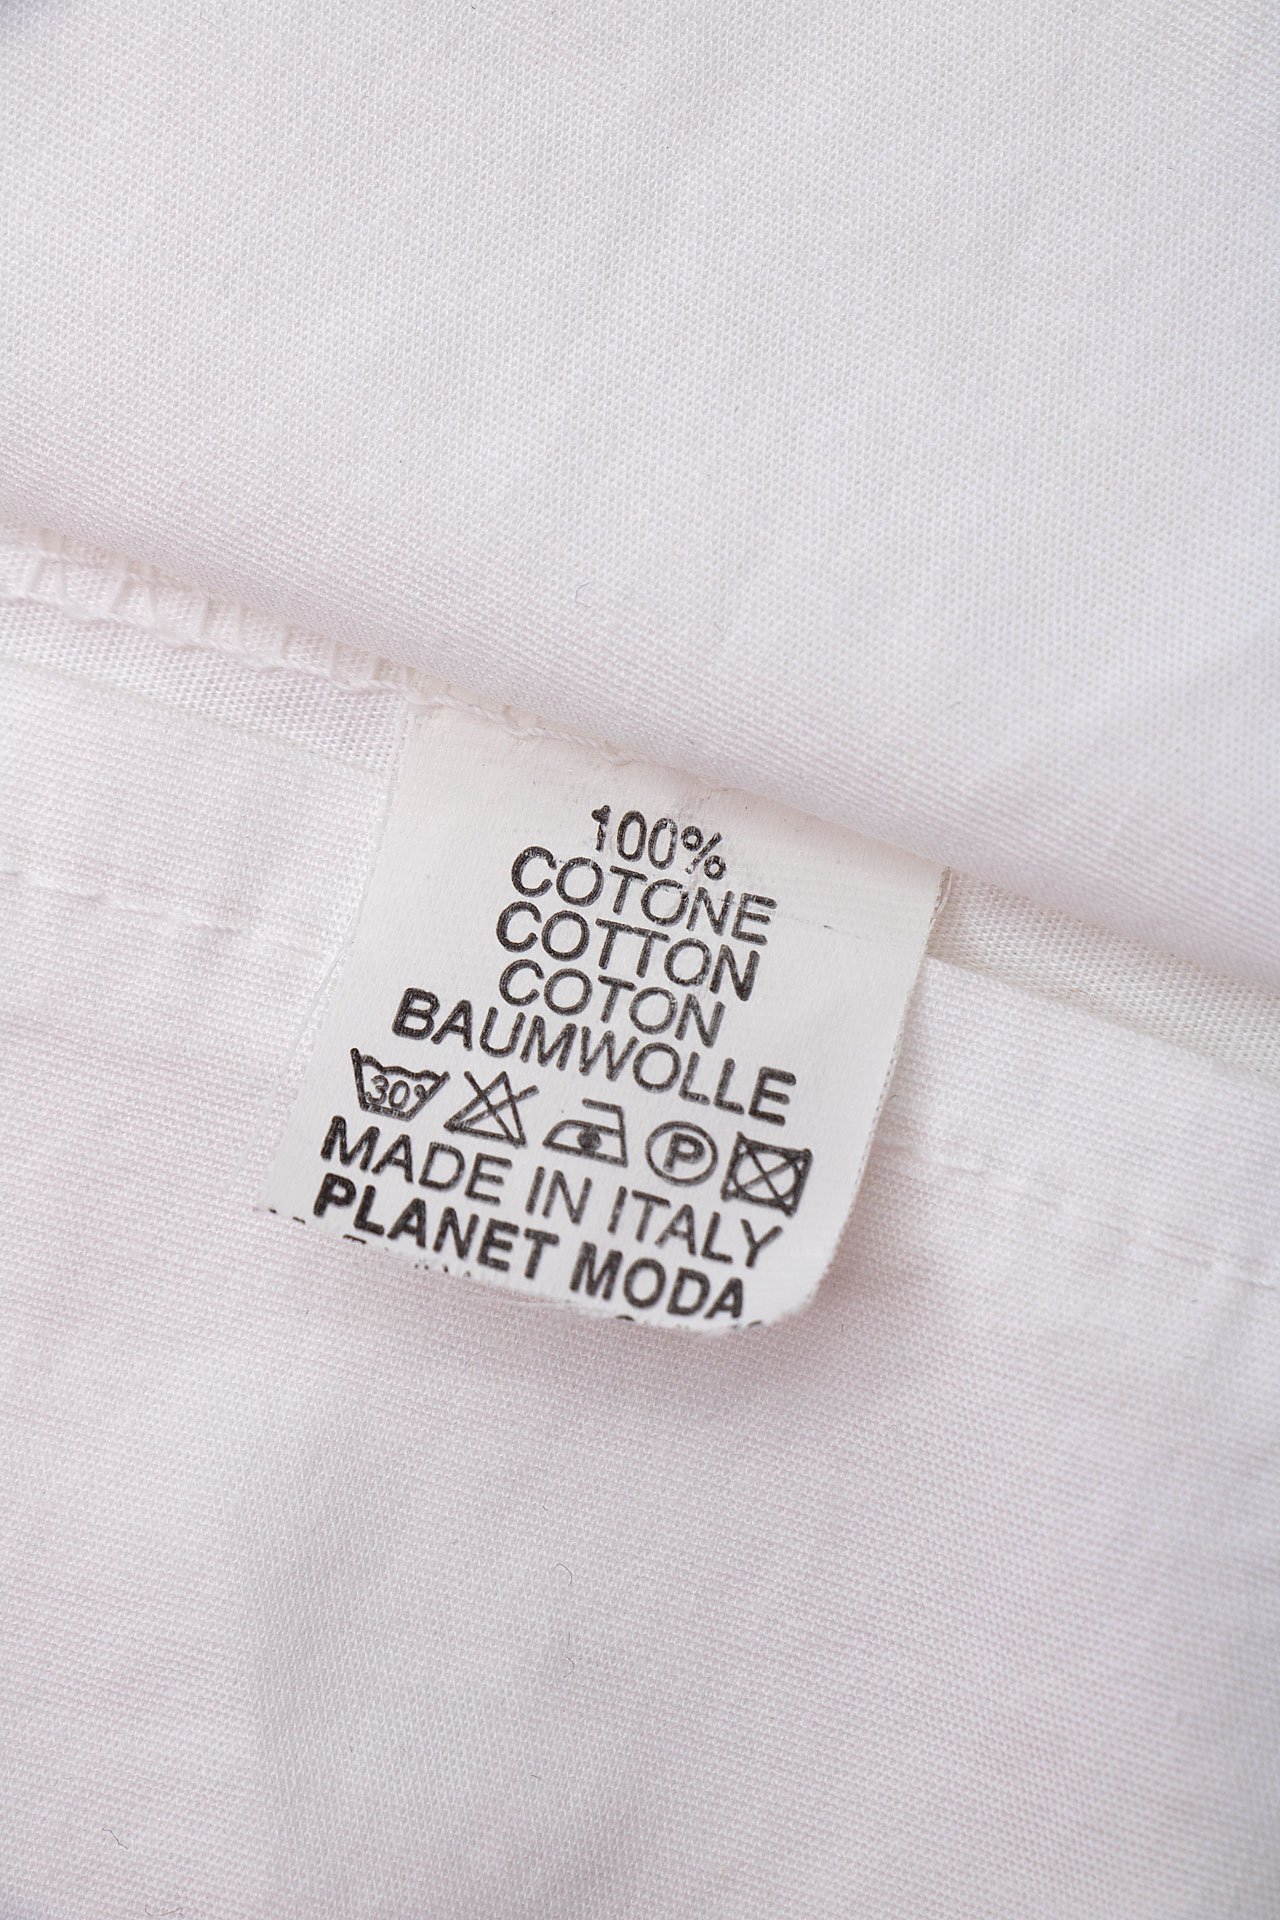 100%
COTONE
COTTON
COTON
BAUMWOLLE
30° P
MADE IN ITALY
PLANET MODA